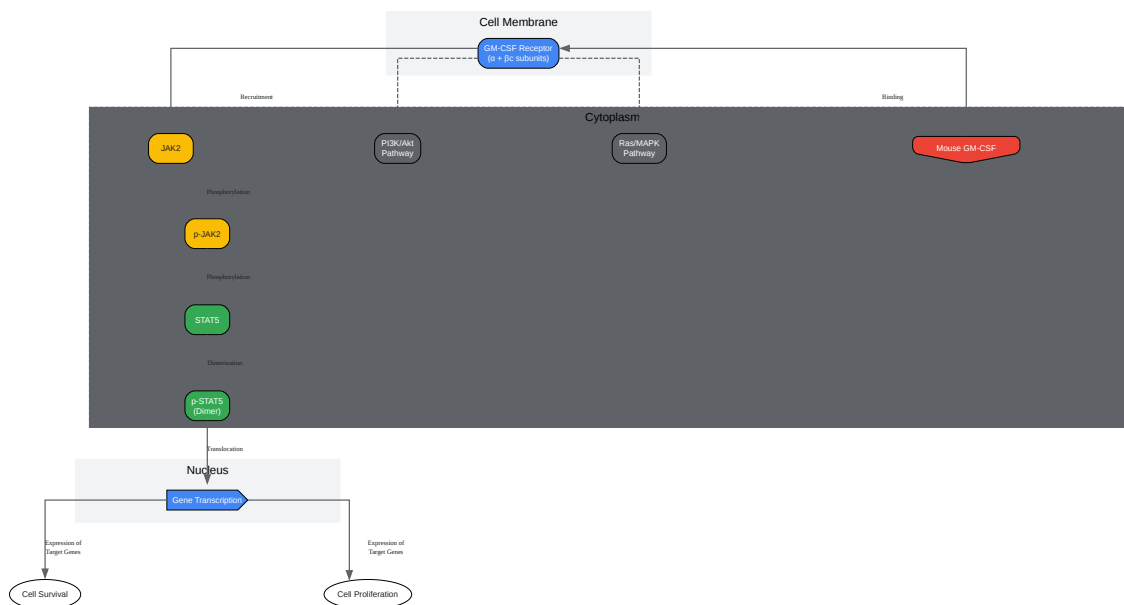 Cell Membrane
GM-CSF Receptor
(α + βc subunits)
Recruitment
Binding
Cytoplasm
JAK2
PI3K/Akt
Pathway
Ras/MAPK
Pathway
Mouse GM-CSF
Phosphorylation
p-JAK2
Phosphorylation
STAT5
Dimerization
p-STAT5
(Dimer)
Translocation
Nucleus
Gene Transcription
Expression of
Target Genes
Expression of
Target Genes
Cell Survival
Cell Proliferation